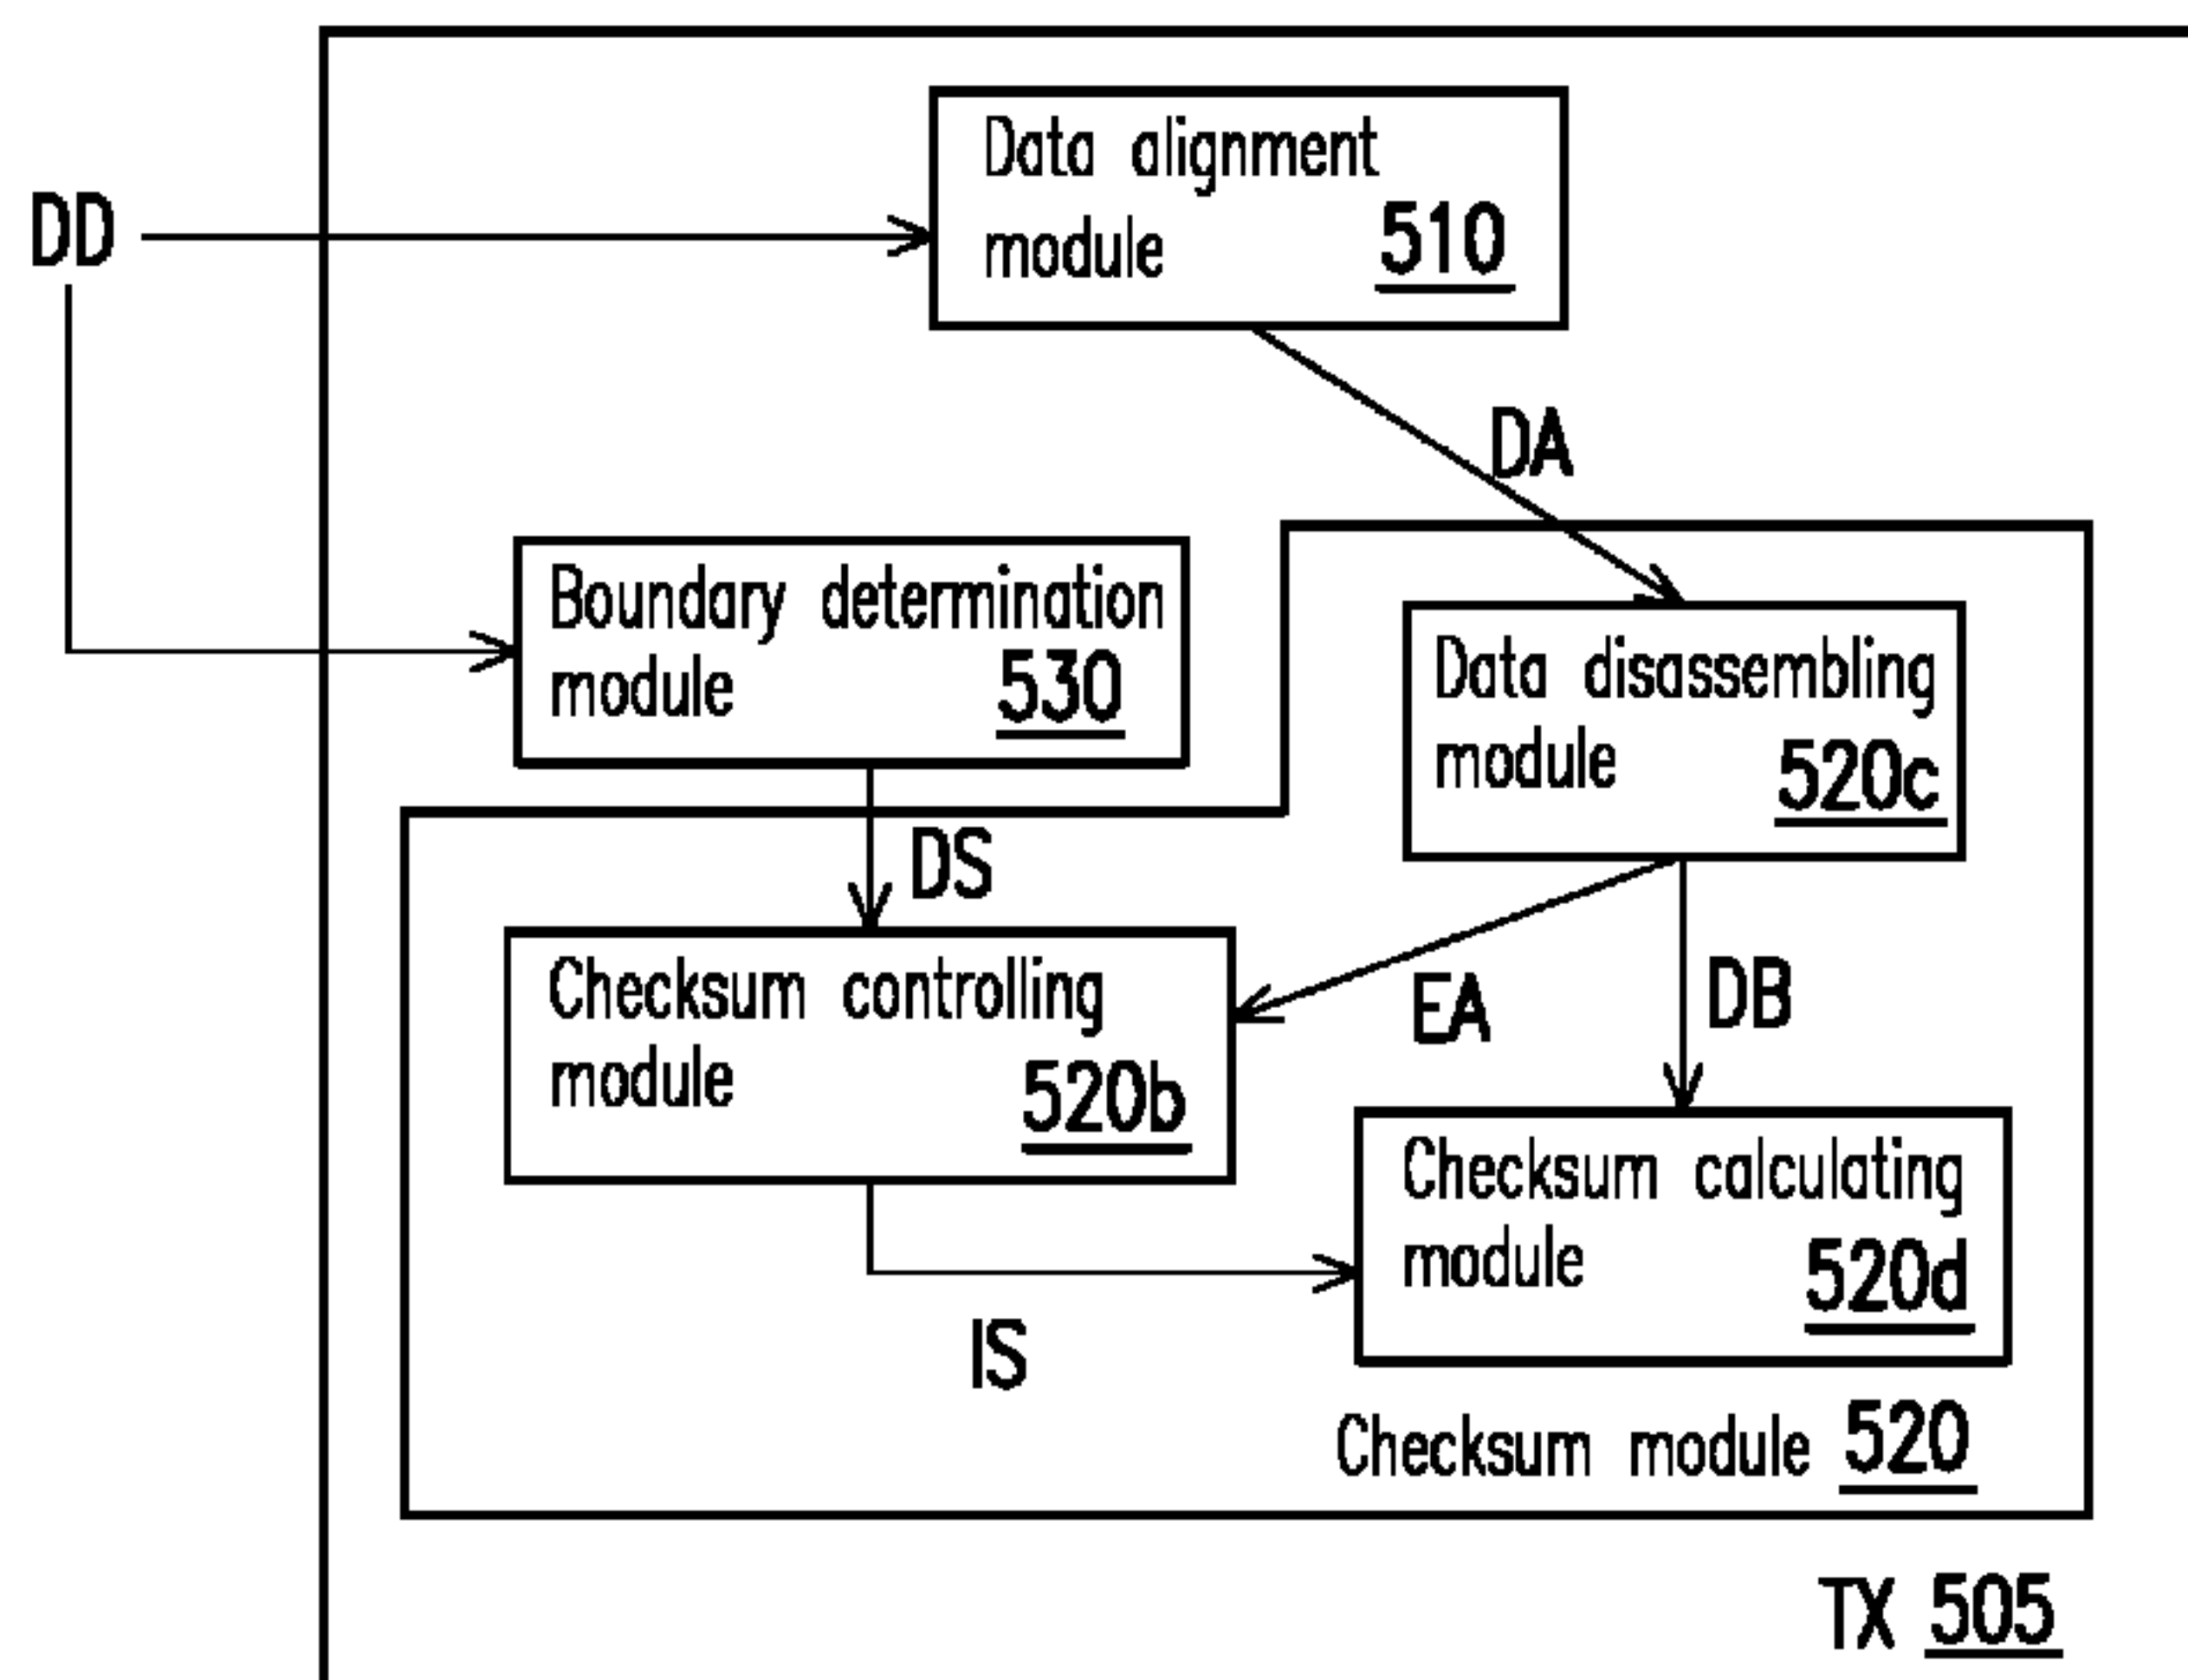 Data alignment
module 510
DD
DA
Boundary determination
module 530
Data disassembling
module 520c
DS
Checksum controlling
module 520b
EA
DB
Checksum calculating
module 520d
IS
Checksum module 520
TX 505